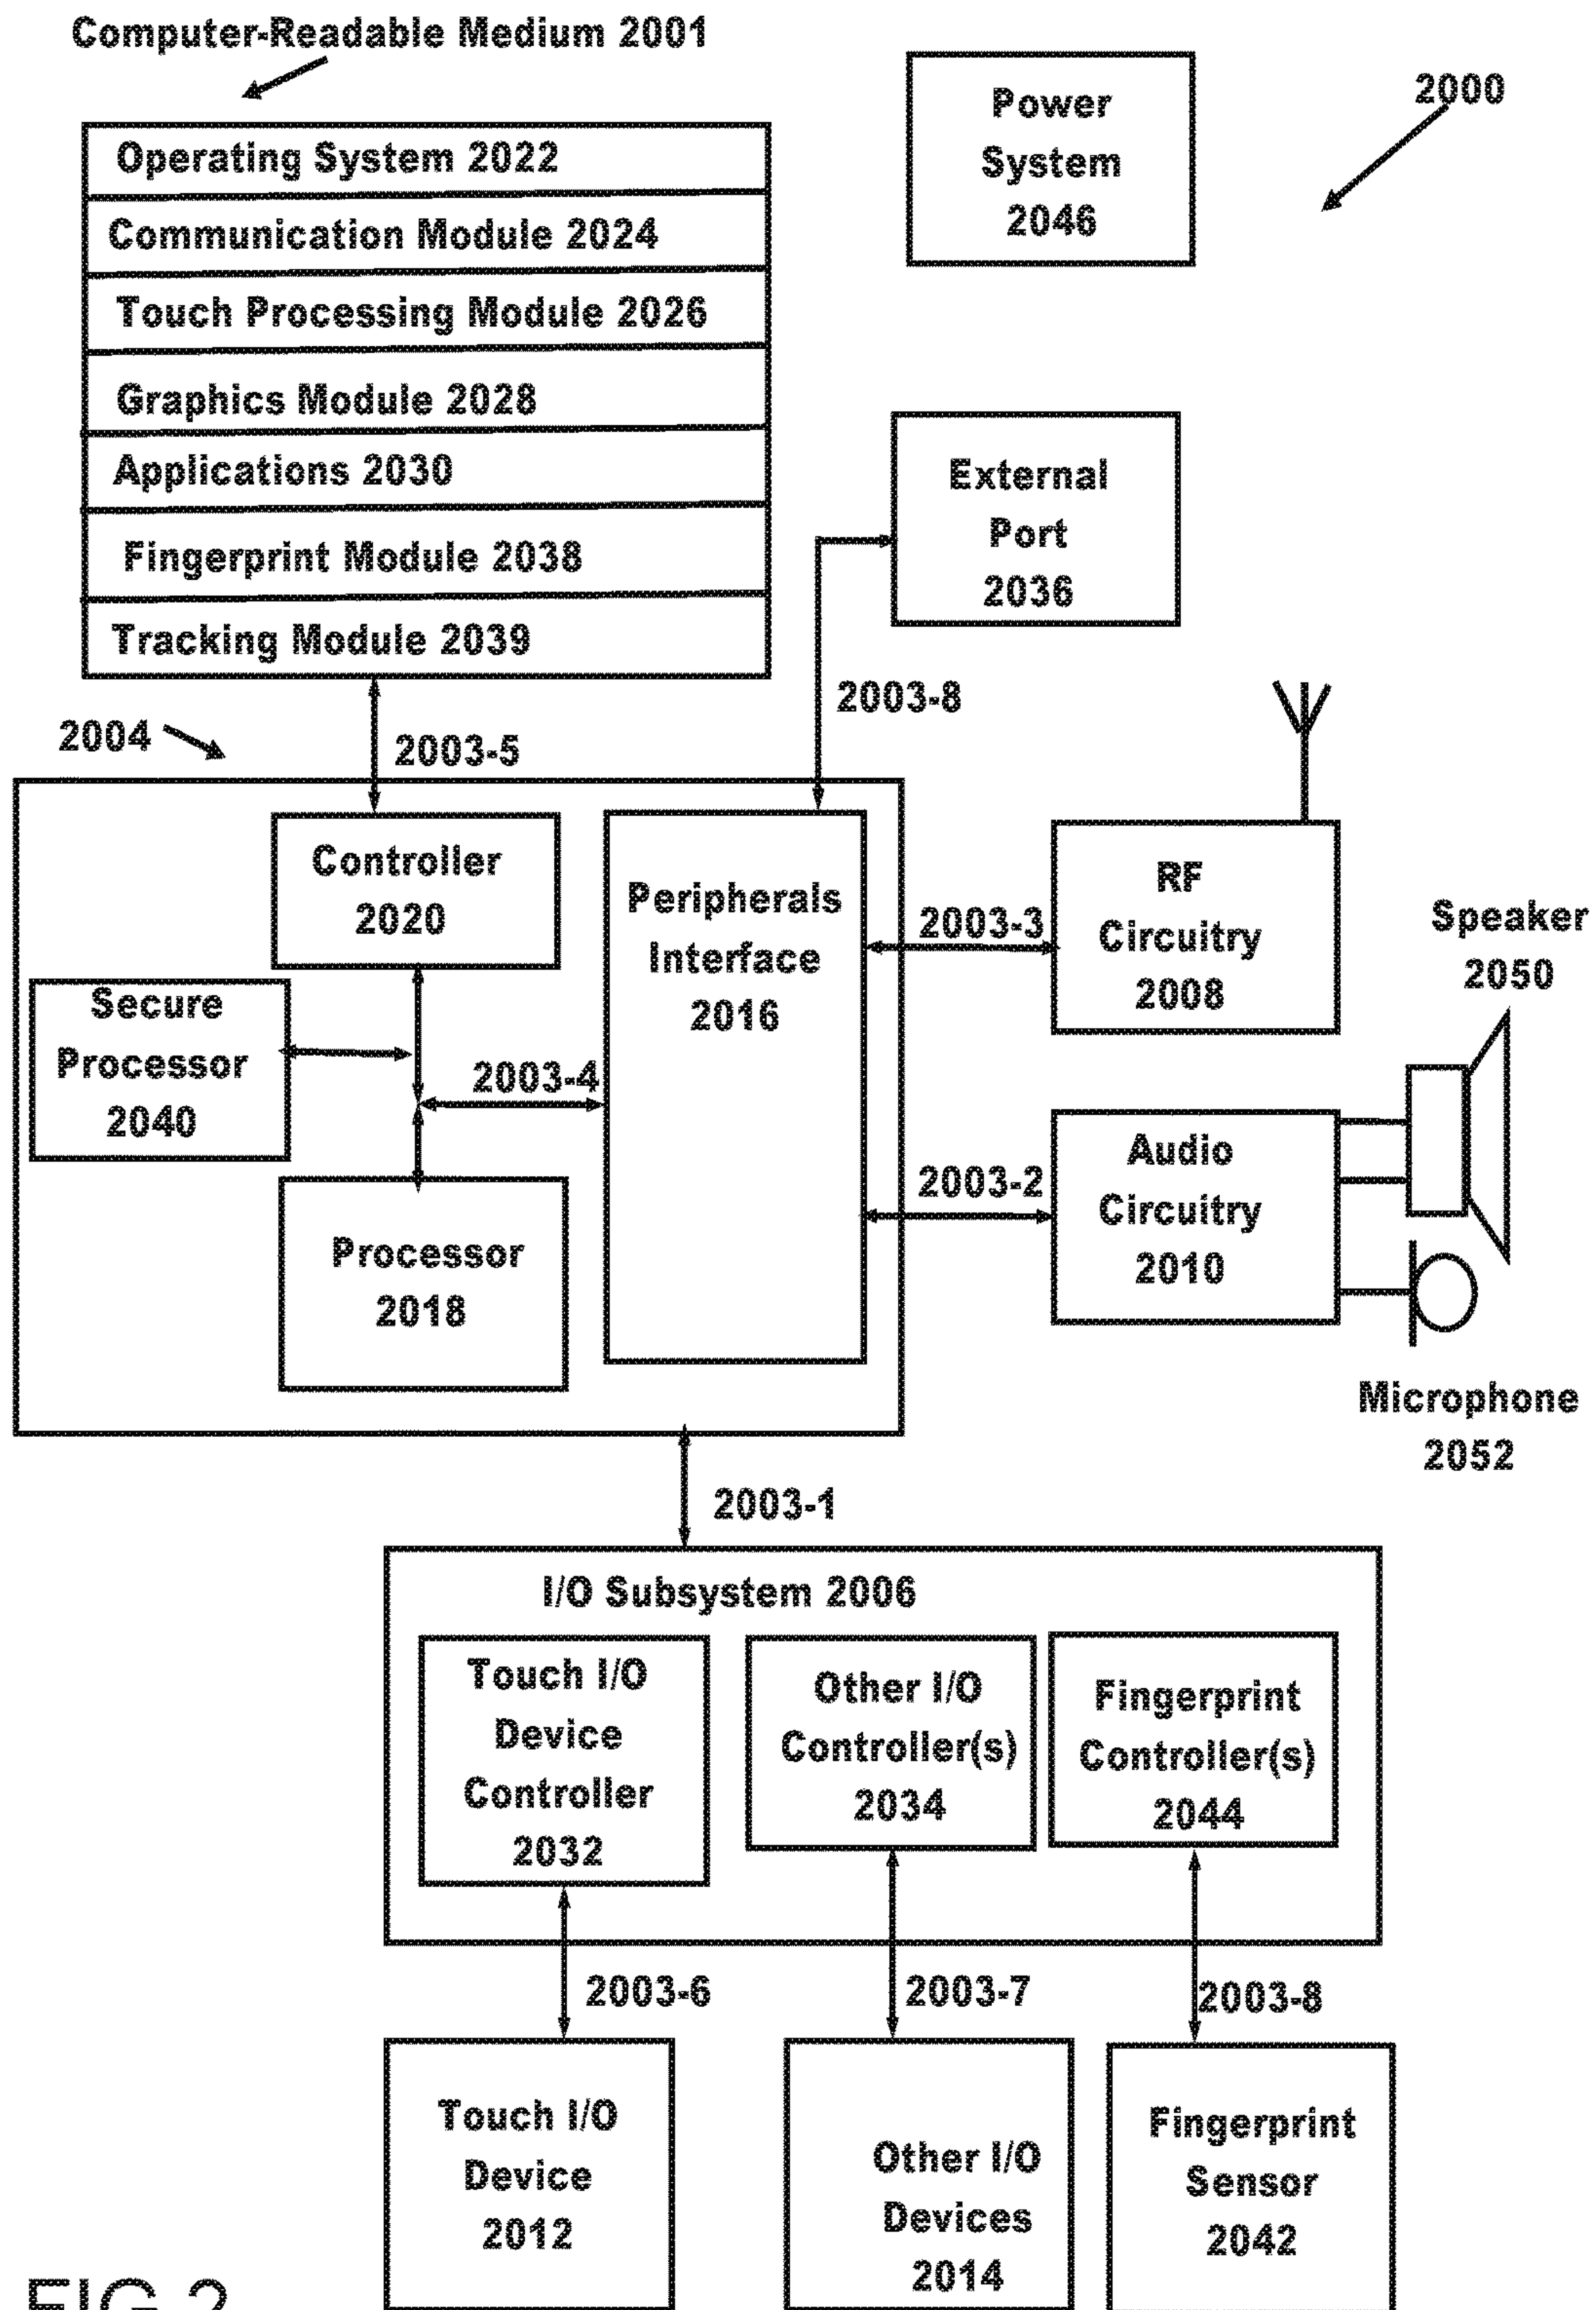 Computer-Readable Medium 2001
Operating System 2022
Communication Module 2024
Touch Processing Module 2026
Graphics Module 2028
Applications 2030
Fingerprint Module 2038
Tracking Module 2039
Power
System
2046
2000
External
Port
2036
2003-8
2004
2003-5
Controller
2020
Secure
Processor
2040
2003-4
Processor
2018
Peripherals
Interface
2016
2003-3
RF
Circuitry
2008
Speaker
2050
2003-2
Audio
Circuitry
2010
Microphone
2052
2003-1
I/O Subsystem 2006
Touch I/O
Device
Controller
2032
Other I/O
Controller(s)
2034
Fingerprint
Controller(s)
2044
2003-6
2003-7
2003-8
Touch I/O
Device
2012
Other I/O
Devices
2014
Fingerprint
Sensor
2042
FIG 2